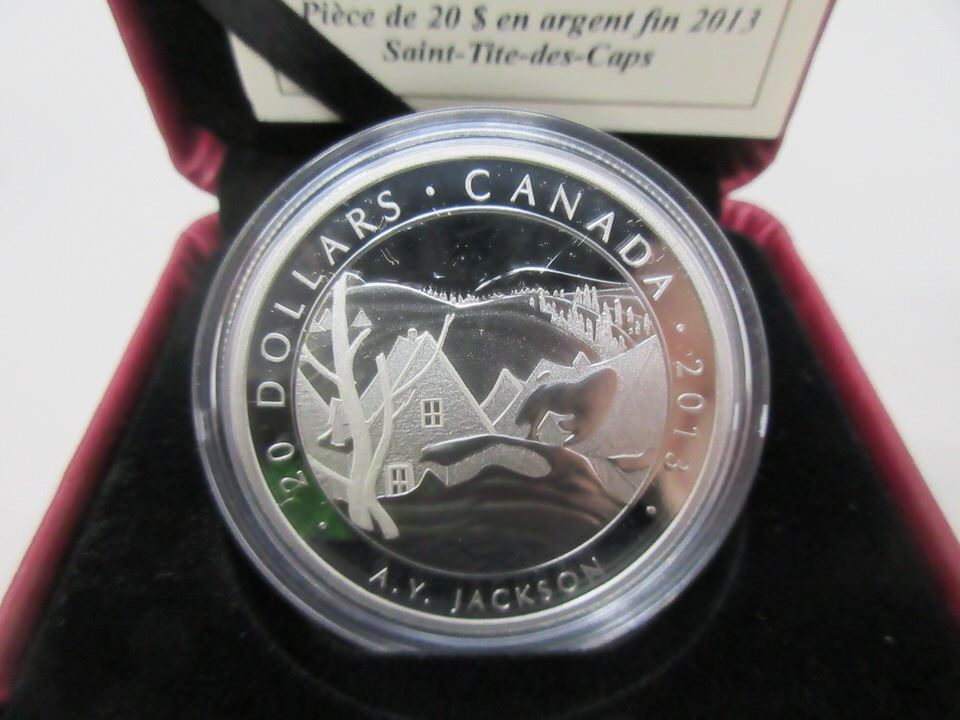 Pièce de 20 $ en argent fin 2013
Saint-Tite-des-Caps
20 DOLLARS · CANADA · 2013
A.Y. JACKSON